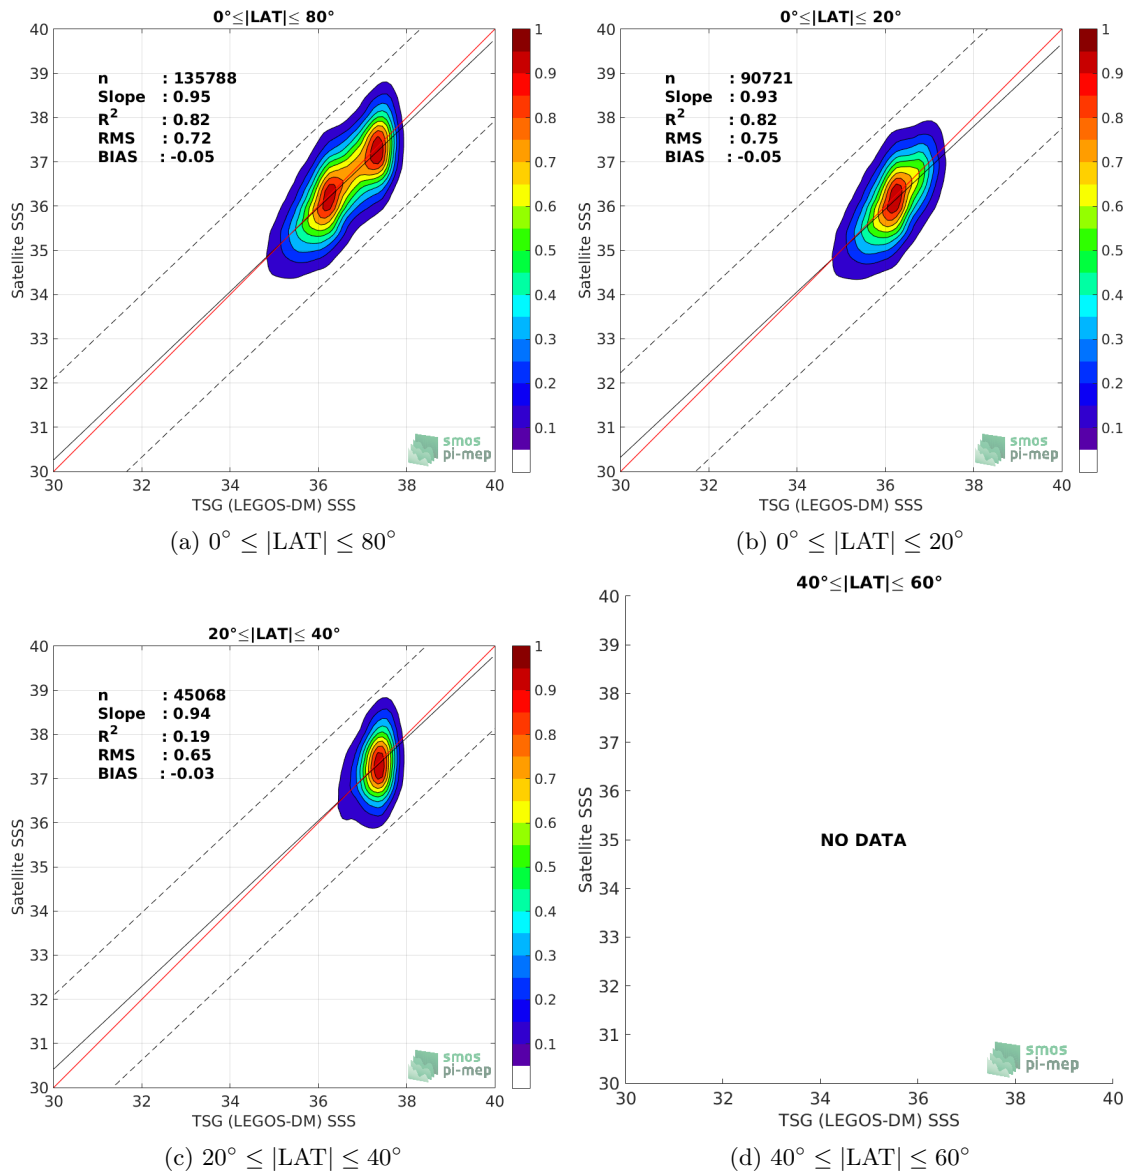 0°≤|LAT|≤ 80°
40
39
38
37
36
35
34
33
32
31
30
Satellite SSS
n : 135788
Slope : 0.95
R2 : 0.82
RMS : 0.72
BIAS : -0.05
smos
pi-mep
30 32 34 36 38 40
TSG (LEGOS-DM) SSS
1
0.9
0.8
0.7
0.6
0.5
0.4
0.3
0.2
0.1
(a) 0° ≤ |LAT| ≤ 80°
0°≤|LAT|≤ 20°
40
39
38
37
36
35
34
33
32
31
30
Satellite SSS
n : 90721
Slope : 0.93
R2 : 0.82
RMS : 0.75
BIAS : -0.05
smos
pi-mep
30 32 34 36 38 40
TSG (LEGOS-DM) SSS
1
0.9
0.8
0.7
0.6
0.5
0.4
0.3
0.2
0.1
(b) 0° ≤ |LAT| ≤ 20°
20°≤|LAT|≤ 40°
40
39
38
37
36
35
34
33
32
31
30
Satellite SSS
n : 45068
Slope : 0.94
R2 : 0.19
RMS : 0.65
BIAS : -0.03
smos
pi-mep
30 32 34 36 38 40
TSG (LEGOS-DM) SSS
1
0.9
0.8
0.7
0.6
0.5
0.4
0.3
0.2
0.1
(c) 20° ≤ |LAT| ≤ 40°
40°≤|LAT|≤ 60°
40
39
38
37
36
35
34
33
32
31
30
Satellite SSS
NO DATA
smos
pi-mep
30 32 34 36 38 40
TSG (LEGOS-DM) SSS
(d) 40° ≤ |LAT| ≤ 60°